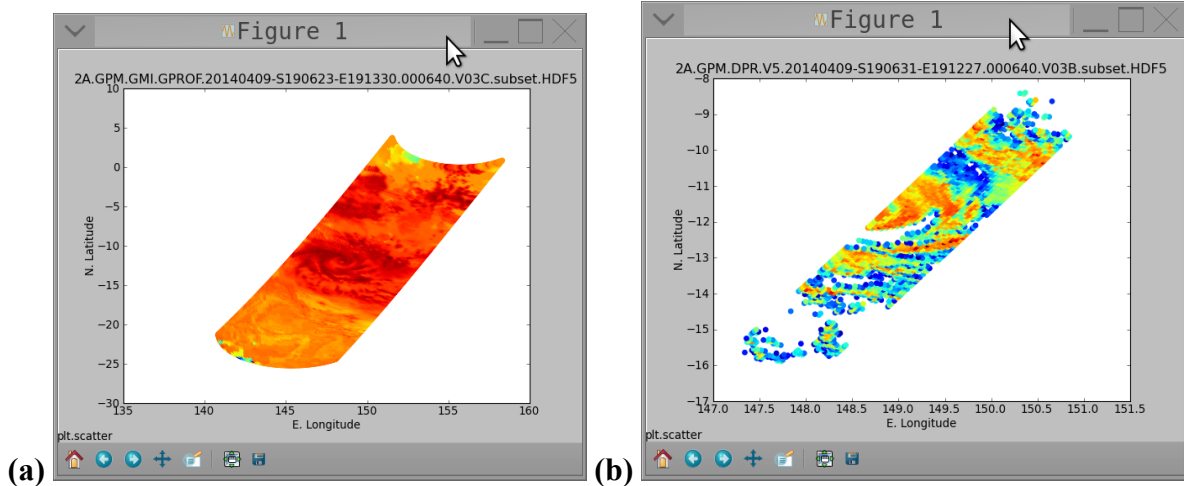 Figure 1
2A.GPM.GMI.GPROF.20140409-S190623-E191330.000640.V03C.subset.HDF5
10
5
0
−5
−10
−15
−20
−25
−30
N. Latitude
135
140
145
150
155
160
E. Longitude
plt.scatter
(a)
Figure 1
2A.GPM.DPR.V5.20140409-S190631-E191227.000640.V03B.subset.HDF5
−8
−9
−10
−11
−12
−13
−14
−15
−16
−17
N. Latitude
147.0
147.5
148.0
148.5
149.0
149.5
150.0
150.5
151.0
151.5
E. Longitude
plt.scatter
(b)